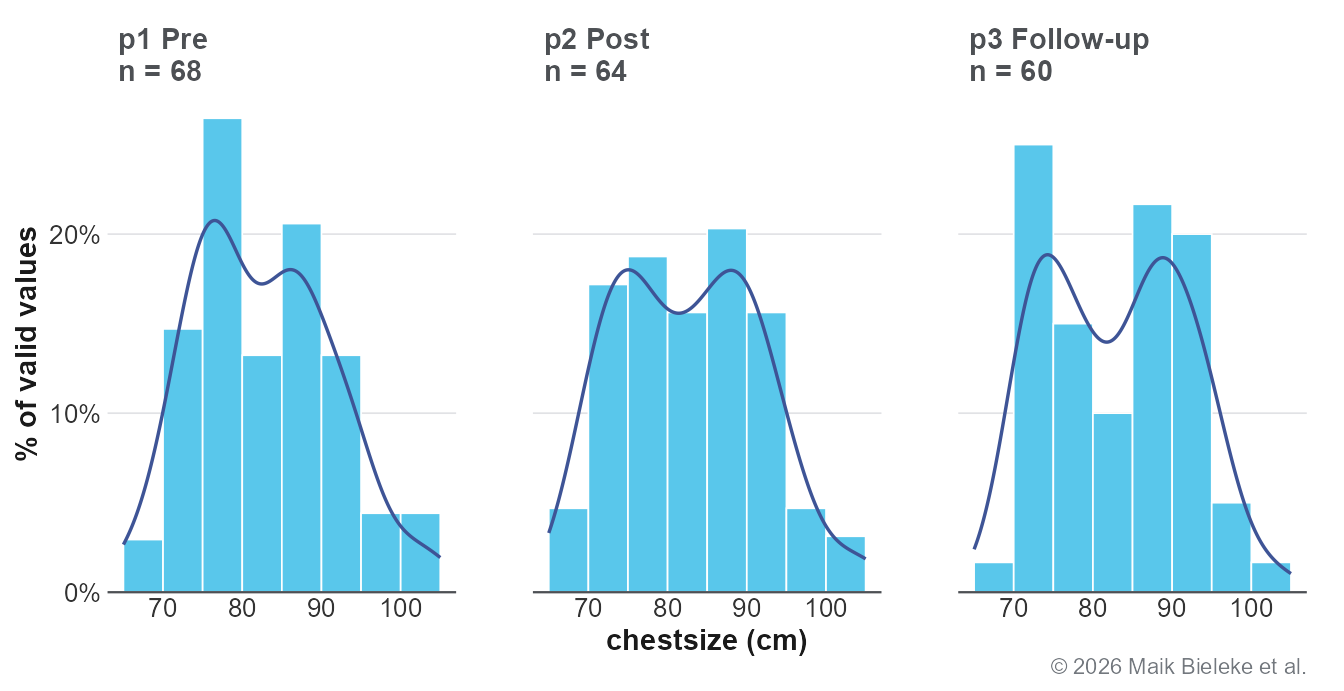 p1 Pre
n = 68
p2 Post
n = 64
p3 Follow-up
n = 60
% of valid values
20%
10%
0%
70 80 90 100
70 80 90 100
70 80 90 100
chestsize (cm)
© 2026 Maik Bieleke et al.